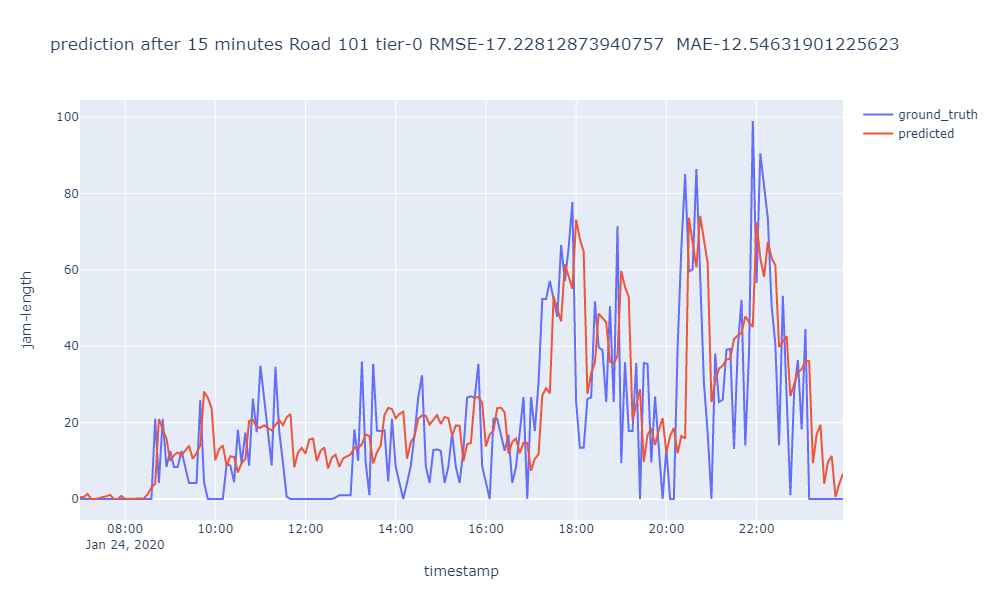 prediction after 15 minutes Road 101 tier-0 RMSE-17.22812873940757  MAE-12.54631901225623
ground_truth
predicted
jam-length
100
80
60
40
20
0
08:00 10:00 12:00 14:00 16:00 18:00 20:00 22:00
Jan 24, 2020
timestamp